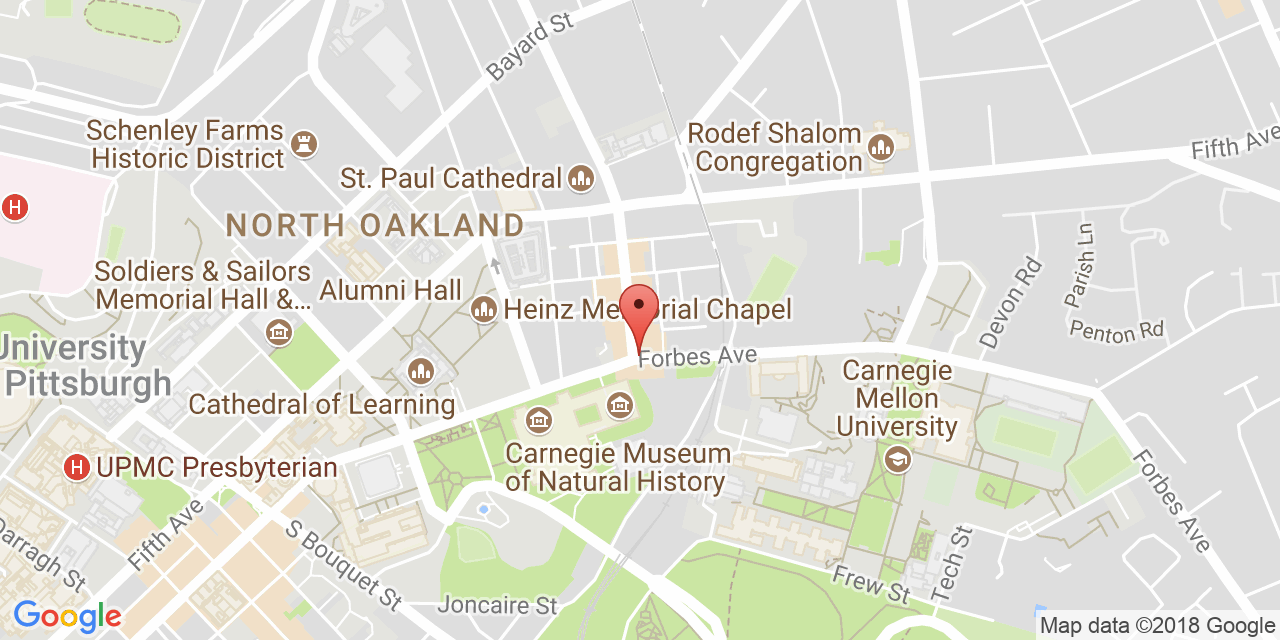 Bayard St
Schenley Farms
Historic District
Rodef Shalom
Congregation
Fifth Ave
H
St. Paul Cathedral
NORTH OAKLAND
Parish Ln
Devon Rd
Soldiers & Sailors
Memorial Hall &...
Alumni Hall
Heinz Memorial Chapel
Penton Rd
University
Pittsburgh
Forbes Ave
Carnegie
Mellon
University
Cathedral of Learning
Carnegie Museum
of Natural History
H
UPMC Presbyterian
Forbes Ave
Fifth Ave
S Bouquet St
Darragh St
Joncaire St
Frew St
Tech St
Google
Map data ©2018 Google